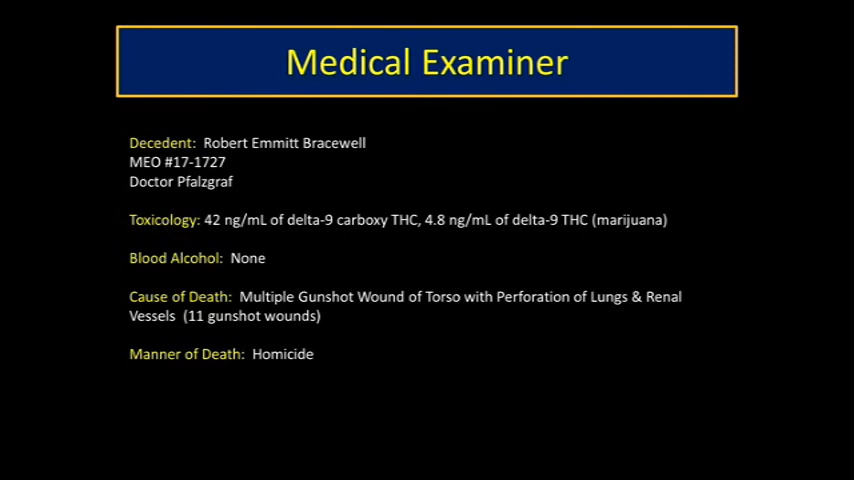 Medical Examiner
Decedent: Robert Emmitt Bracewell
MEO #17-1727
Doctor Pfalzgraf
Toxicology: 42 ng/mL of delta-9 carboxy THC, 4.8 ng/mL of delta-9 THC (marijuana)
Blood Alcohol: None
Cause of Death: Multiple Gunshot Wound of Torso with Perforation of Lungs & Renal
Vessels (11 gunshot wounds)
Manner of Death: Homicide